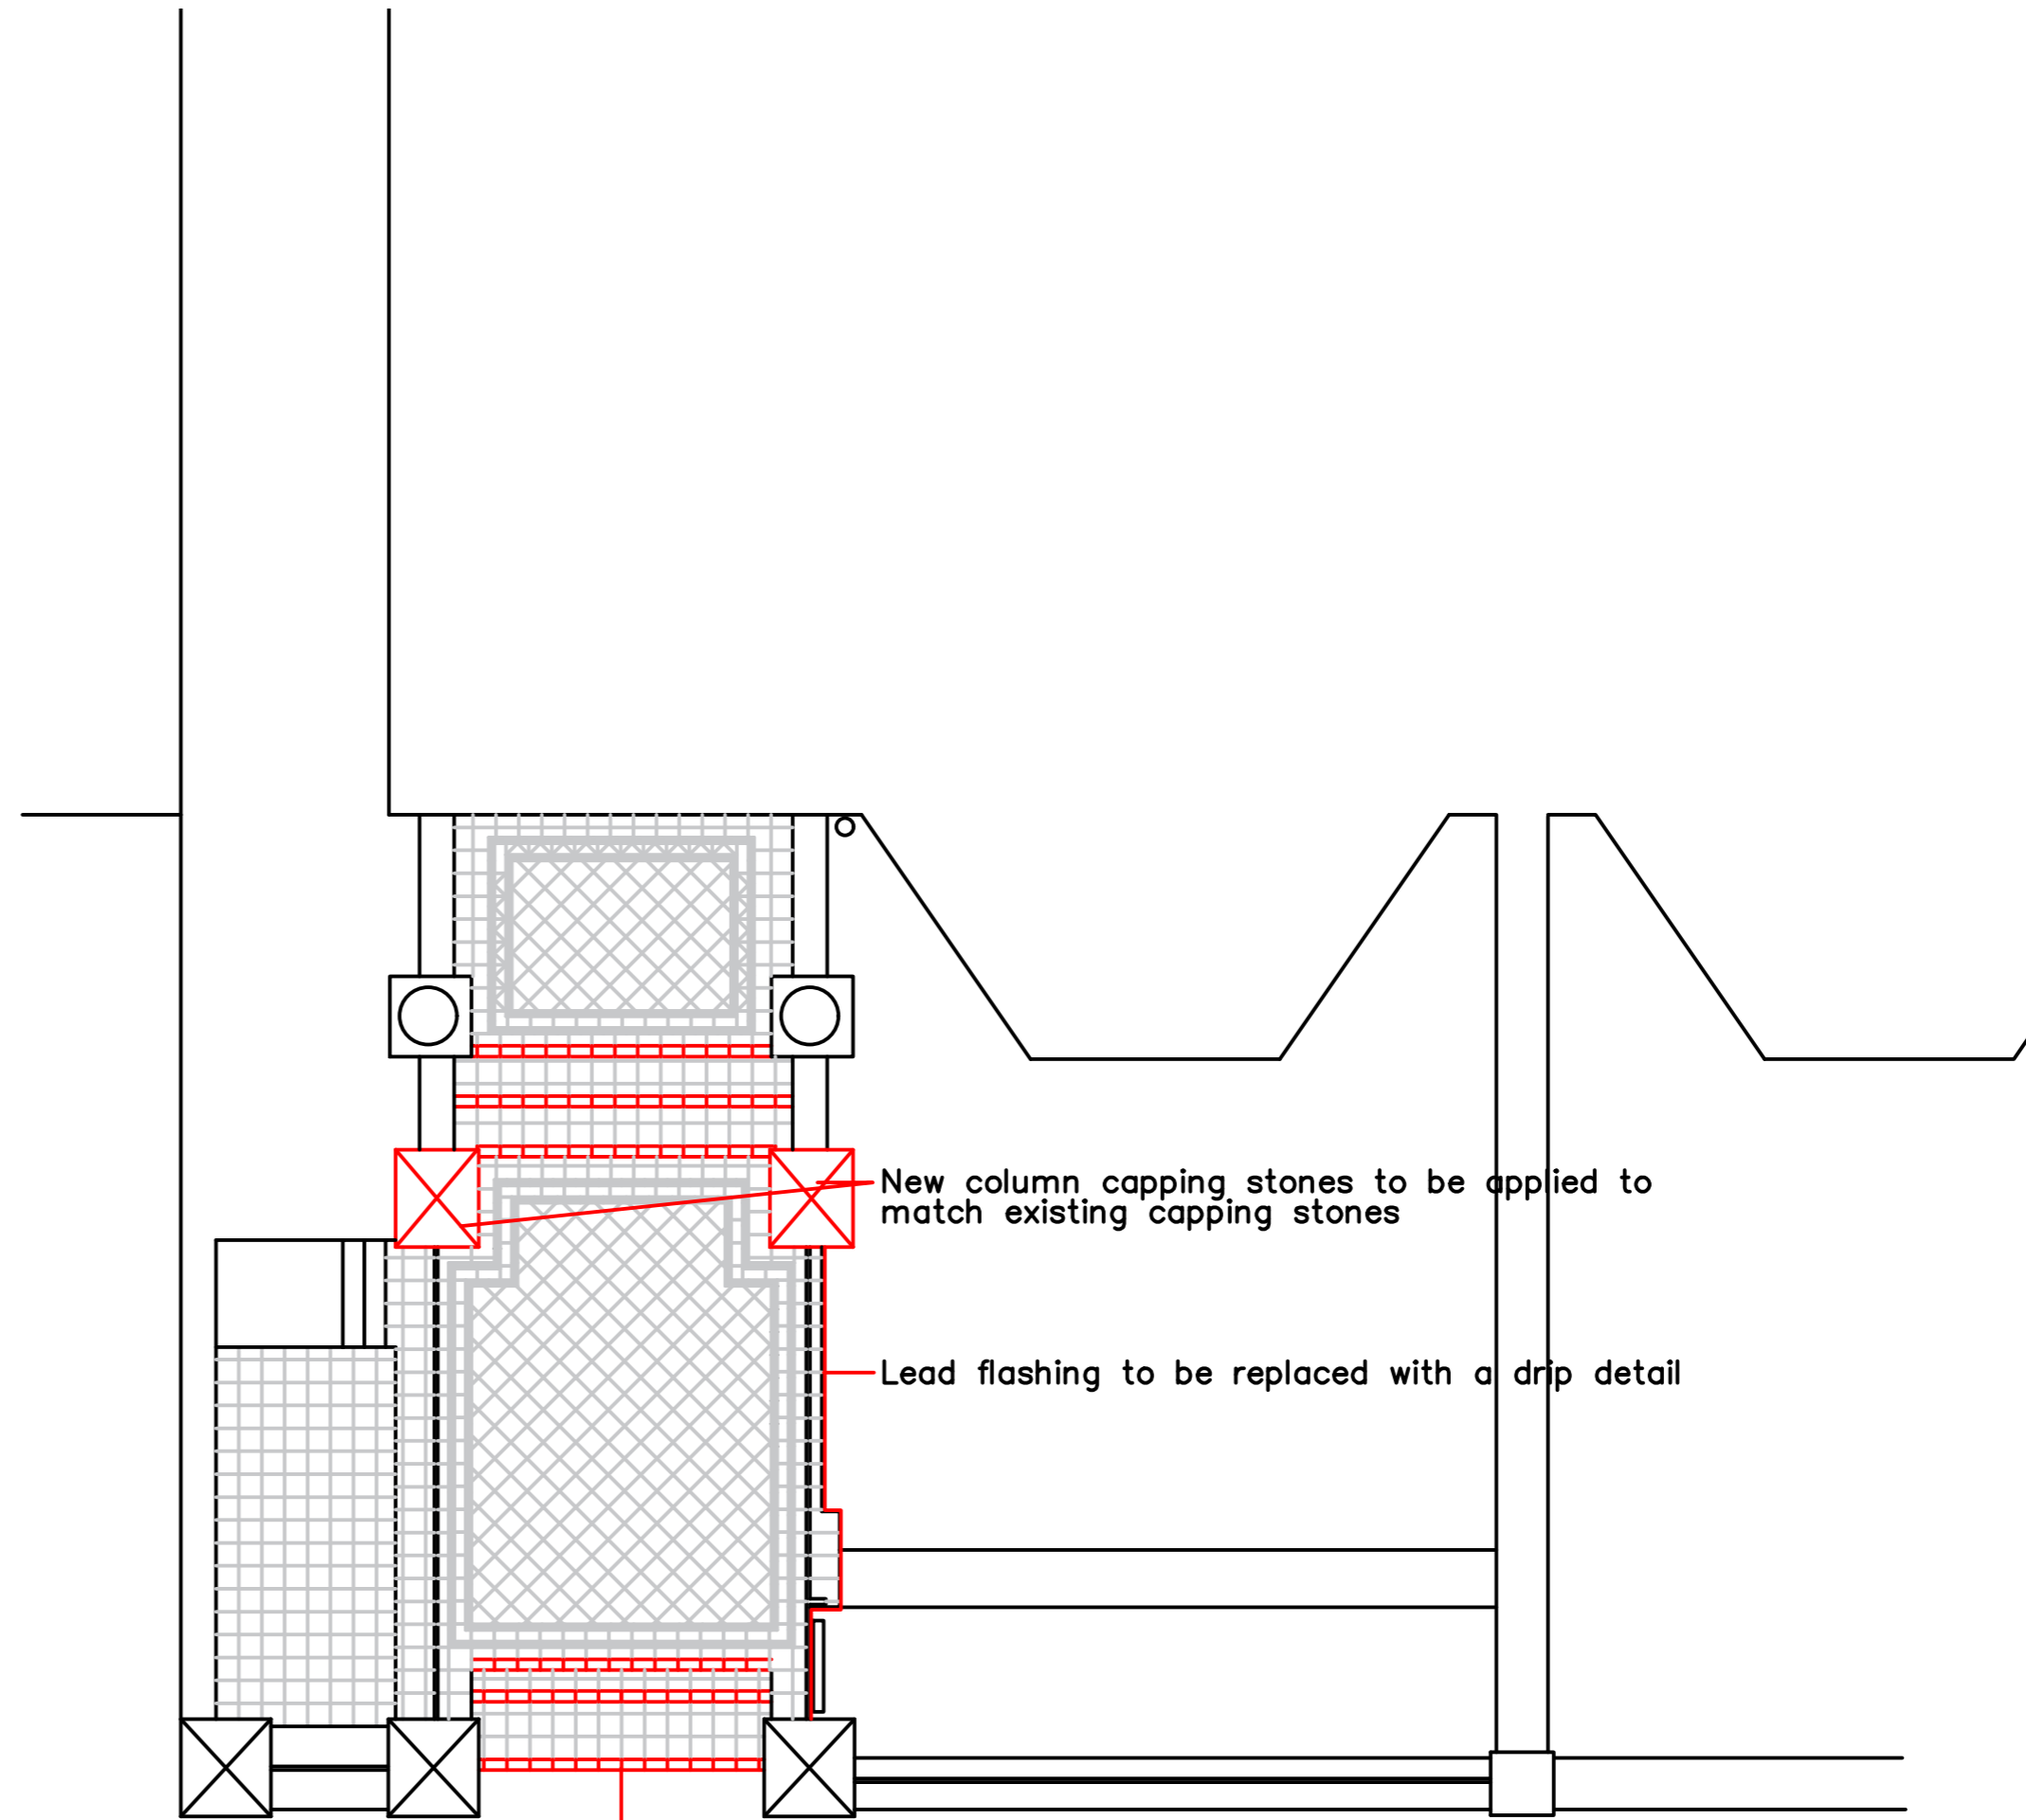 New column capping stones to be applied to
match existing capping stones
Lead flashing to be replaced with a drip detail